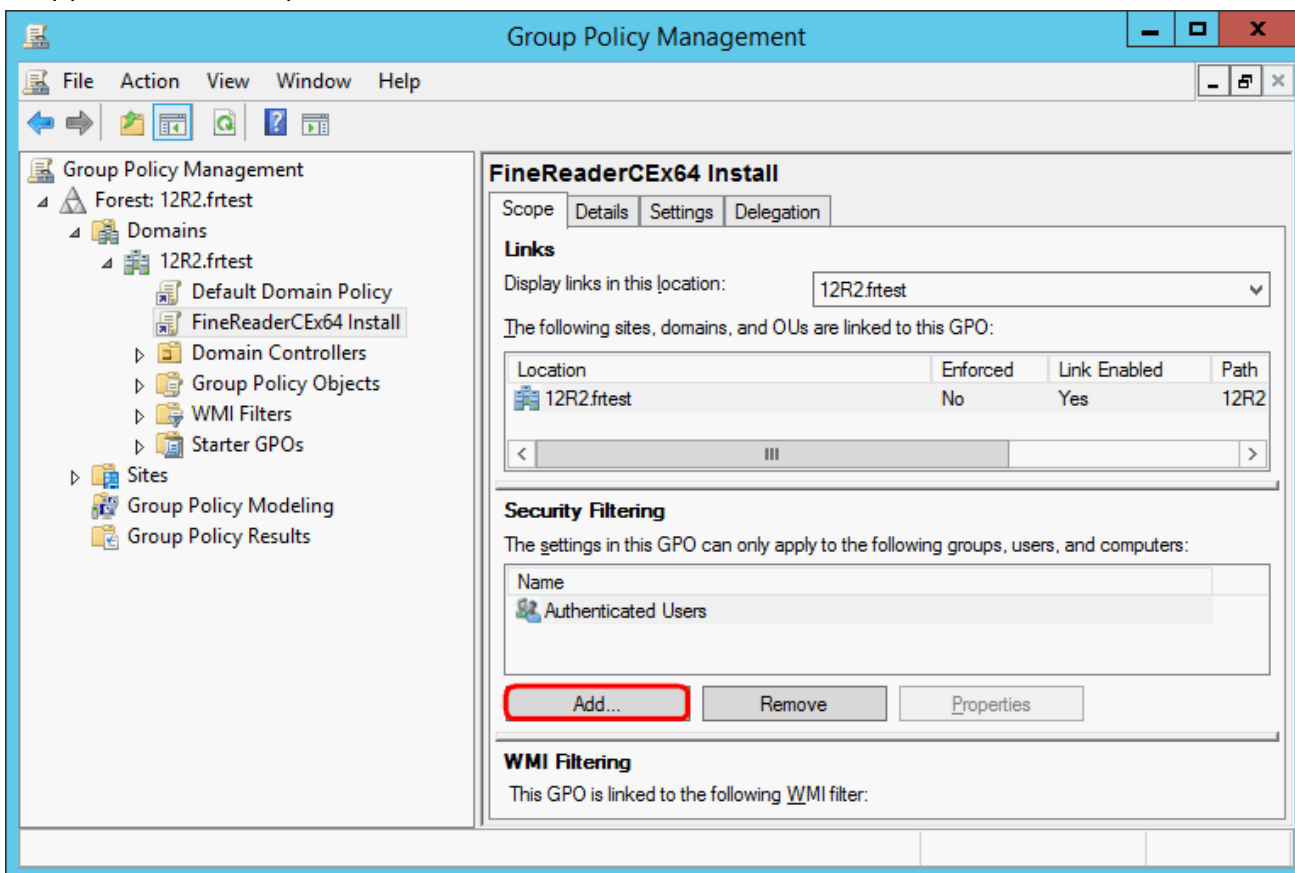 Group Policy Management
File Action View Window Help
Group Policy Management
Forest: 12R2.frtest
Domains
12R2.frtest
Default Domain Policy
FineReaderCEx64 Install
Domain Controllers
Group Policy Objects
WMI Filters
Starter GPOs
Sites
Group Policy Modeling
Group Policy Results
FineReaderCEx64 Install
Scope Details Settings Delegation
Links
Display links in this location: 12R2.frtest
The following sites, domains, and OUs are linked to this GPO:
Location Enforced Link Enabled Path
12R2.frtest No Yes 12R2
Security Filtering
The settings in this GPO can only apply to the following groups, users, and computers:
Name
Authenticated Users
Add... Remove Properties
WMI Filtering
This GPO is linked to the following WMI filter: